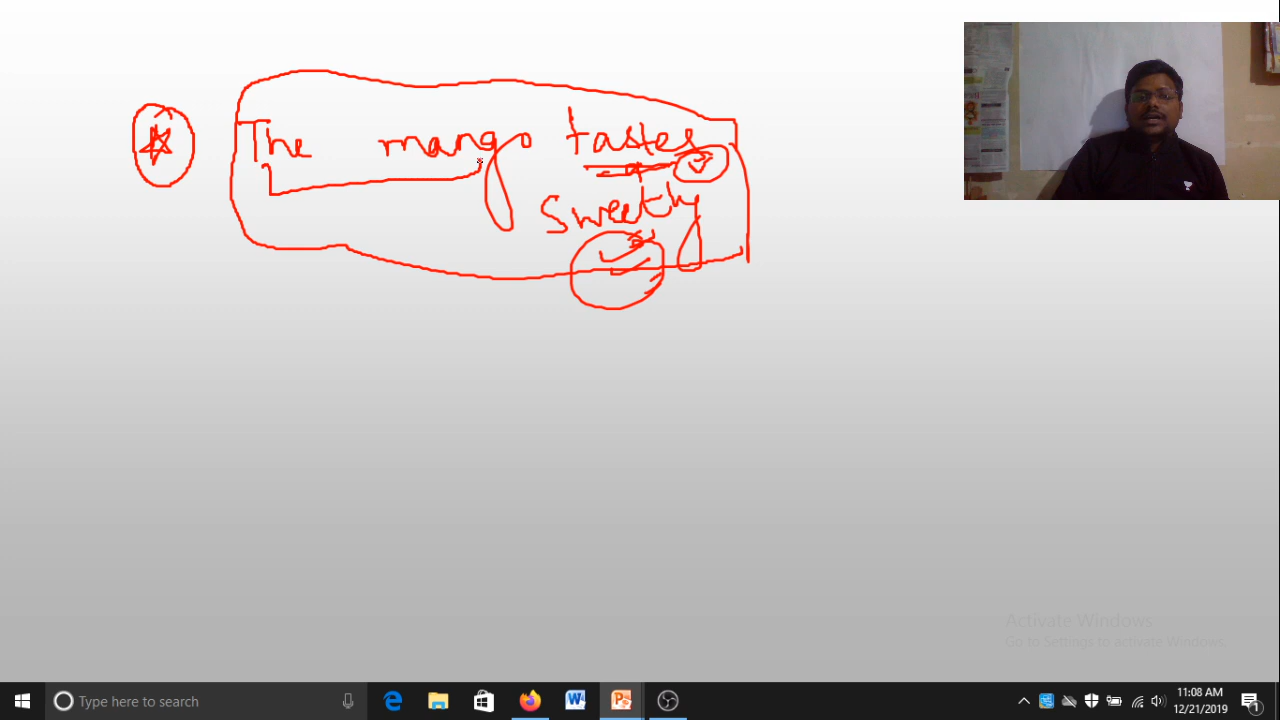 The mango tastes
Sweetly
Activate Windows
Go to Settings to activate Windows.
Type here to search
11:08 AM
12/21/2019